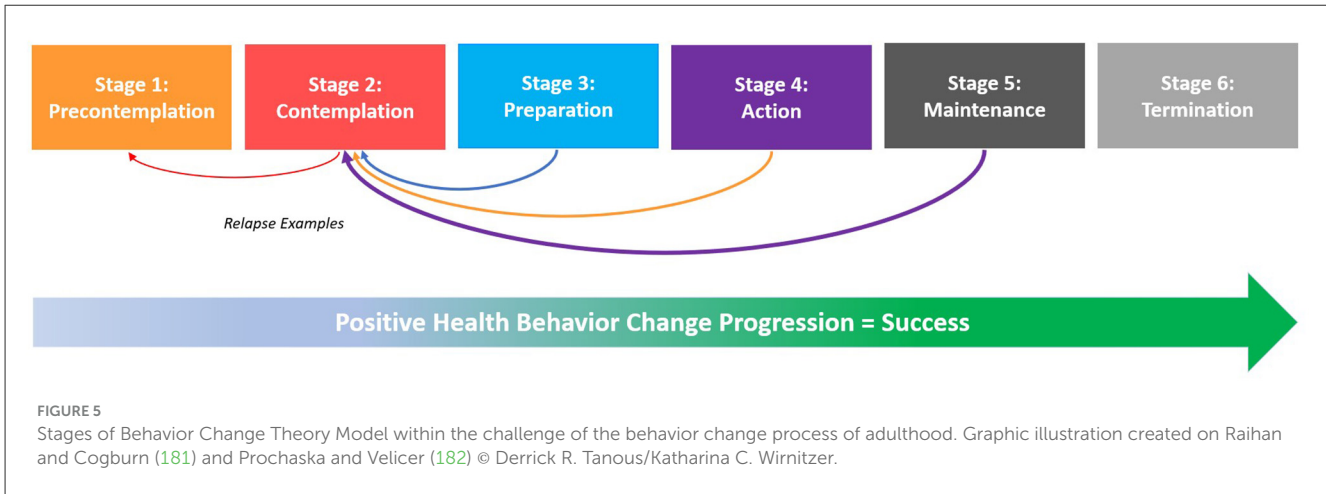 Stage 1:
Precontemplation
Stage 2:
Contemplation
Stage 3:
Preparation
Stage 4:
Action
Stage 5:
Maintenance
Stage 6:
Termination
Relapse Examples
Positive Health Behavior Change Progression = Success
FIGURE 5
Stages of Behavior Change Theory Model within the challenge of the behavior change process of adulthood. Graphic illustration created on Raihan
and Cogburn (181) and Prochaska and Velicer (182) © Derrick R. Tanous/Katharina C. Wirnitzer.